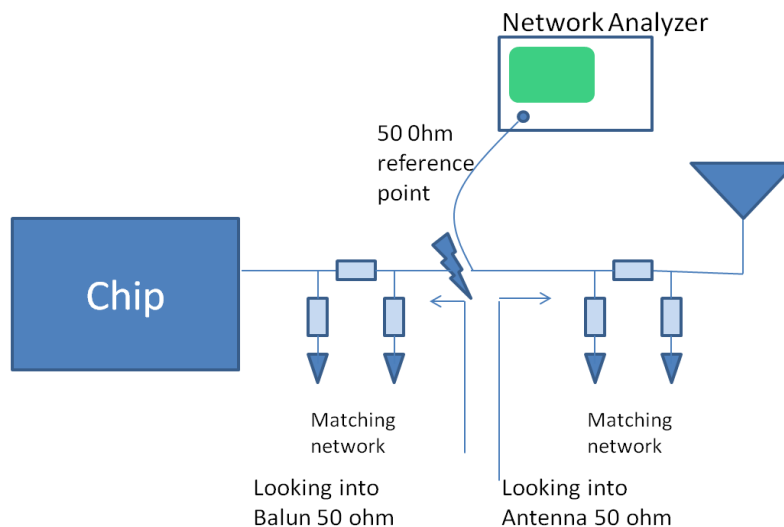 Network Analyzer
50 Ohm
reference
point
Chip
Matching
network
Matching
network
Looking into
Balun 50 ohm
Looking into
Antenna 50 ohm